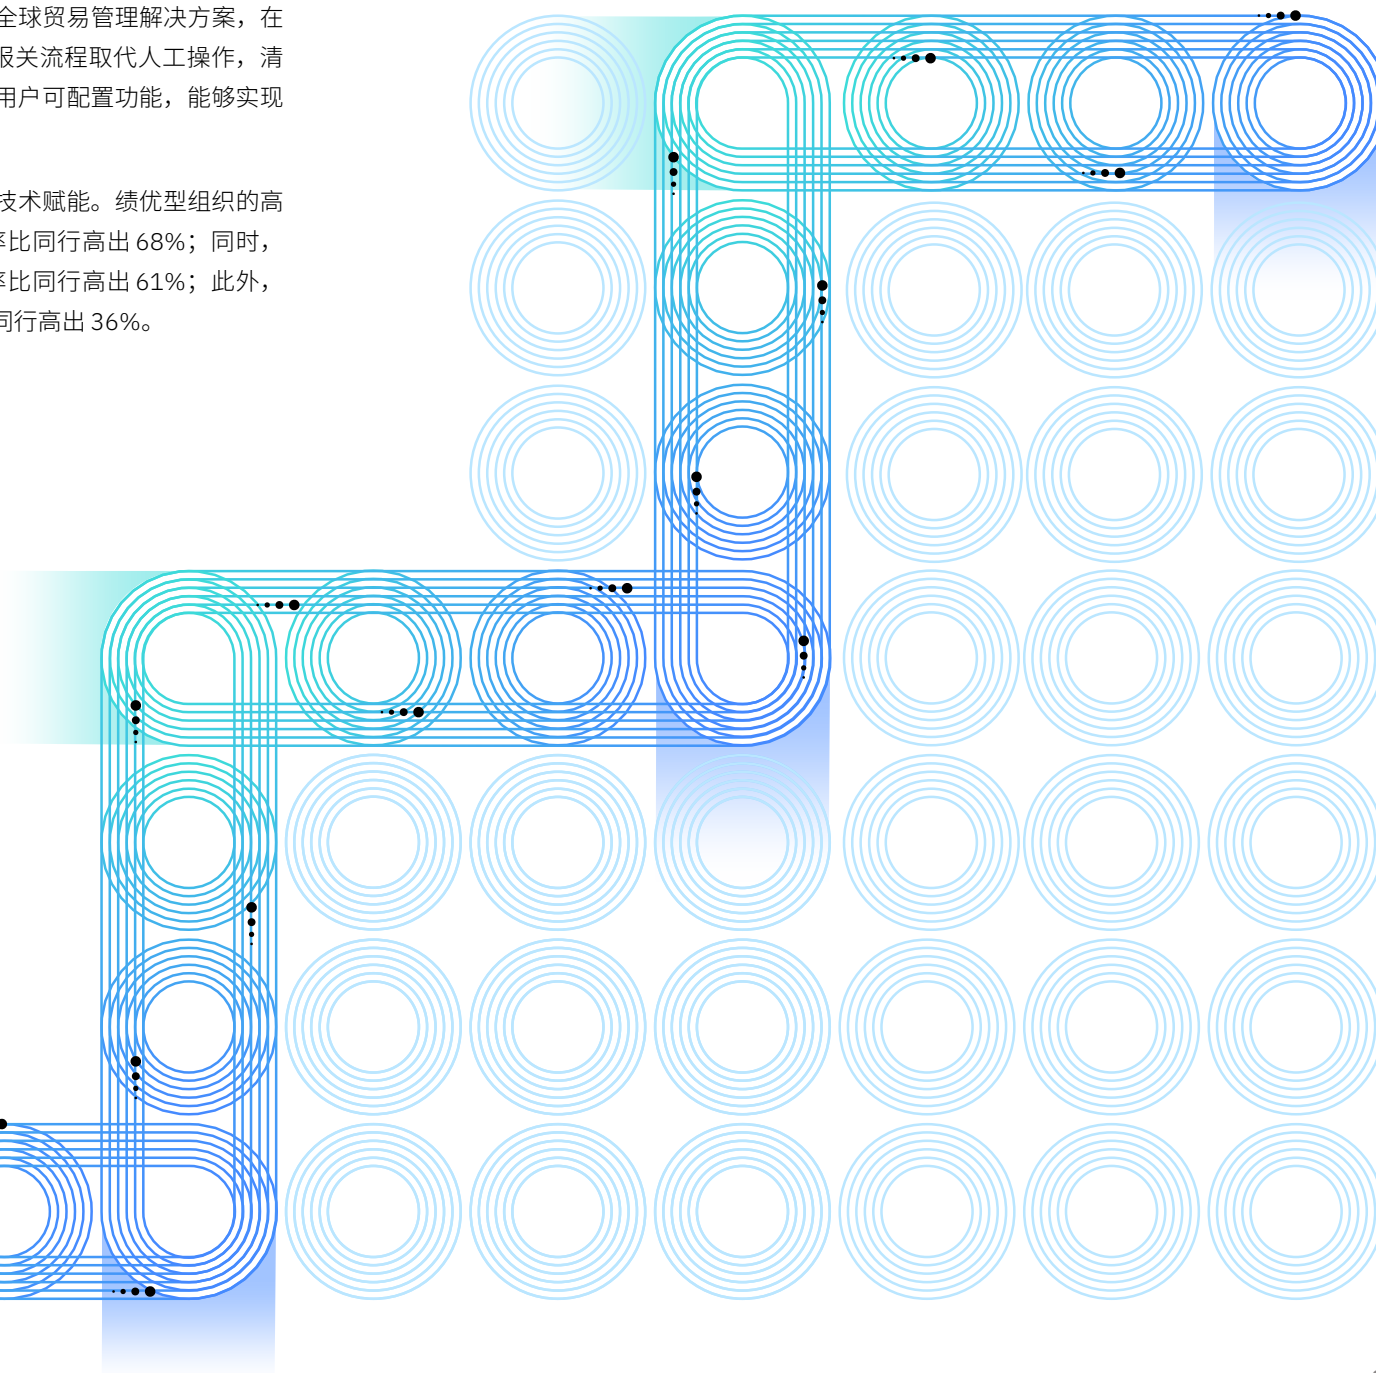 全球贸易管理解决方案，在
报关流程取代人工操作，清
用户可配置功能，能够实现
技术赋能。绩优型组织的高
率比同行高出 68%；同时，
率比同行高出 61%；此外，
同行高出 36%。